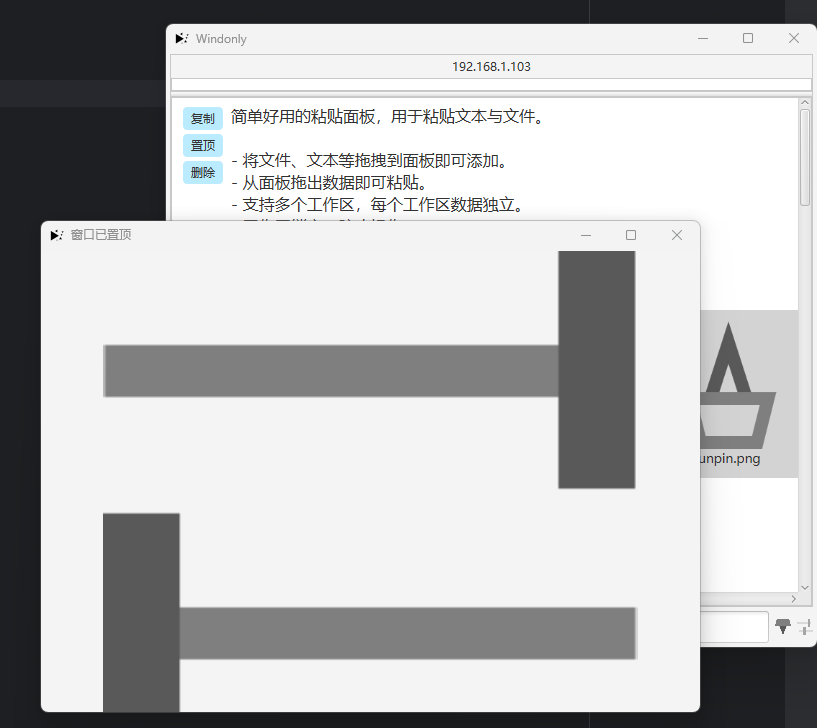 Windonly
192.168.1.103
复制
简单好用的粘贴面板，用于粘贴文本与文件。
置顶
- 将文件、文本等拖拽到面板即可添加。
删除
- 从面板拖出数据即可粘贴。
- 支持多个工作区，每个工作区数据独立。
窗口已置顶
unpin.png